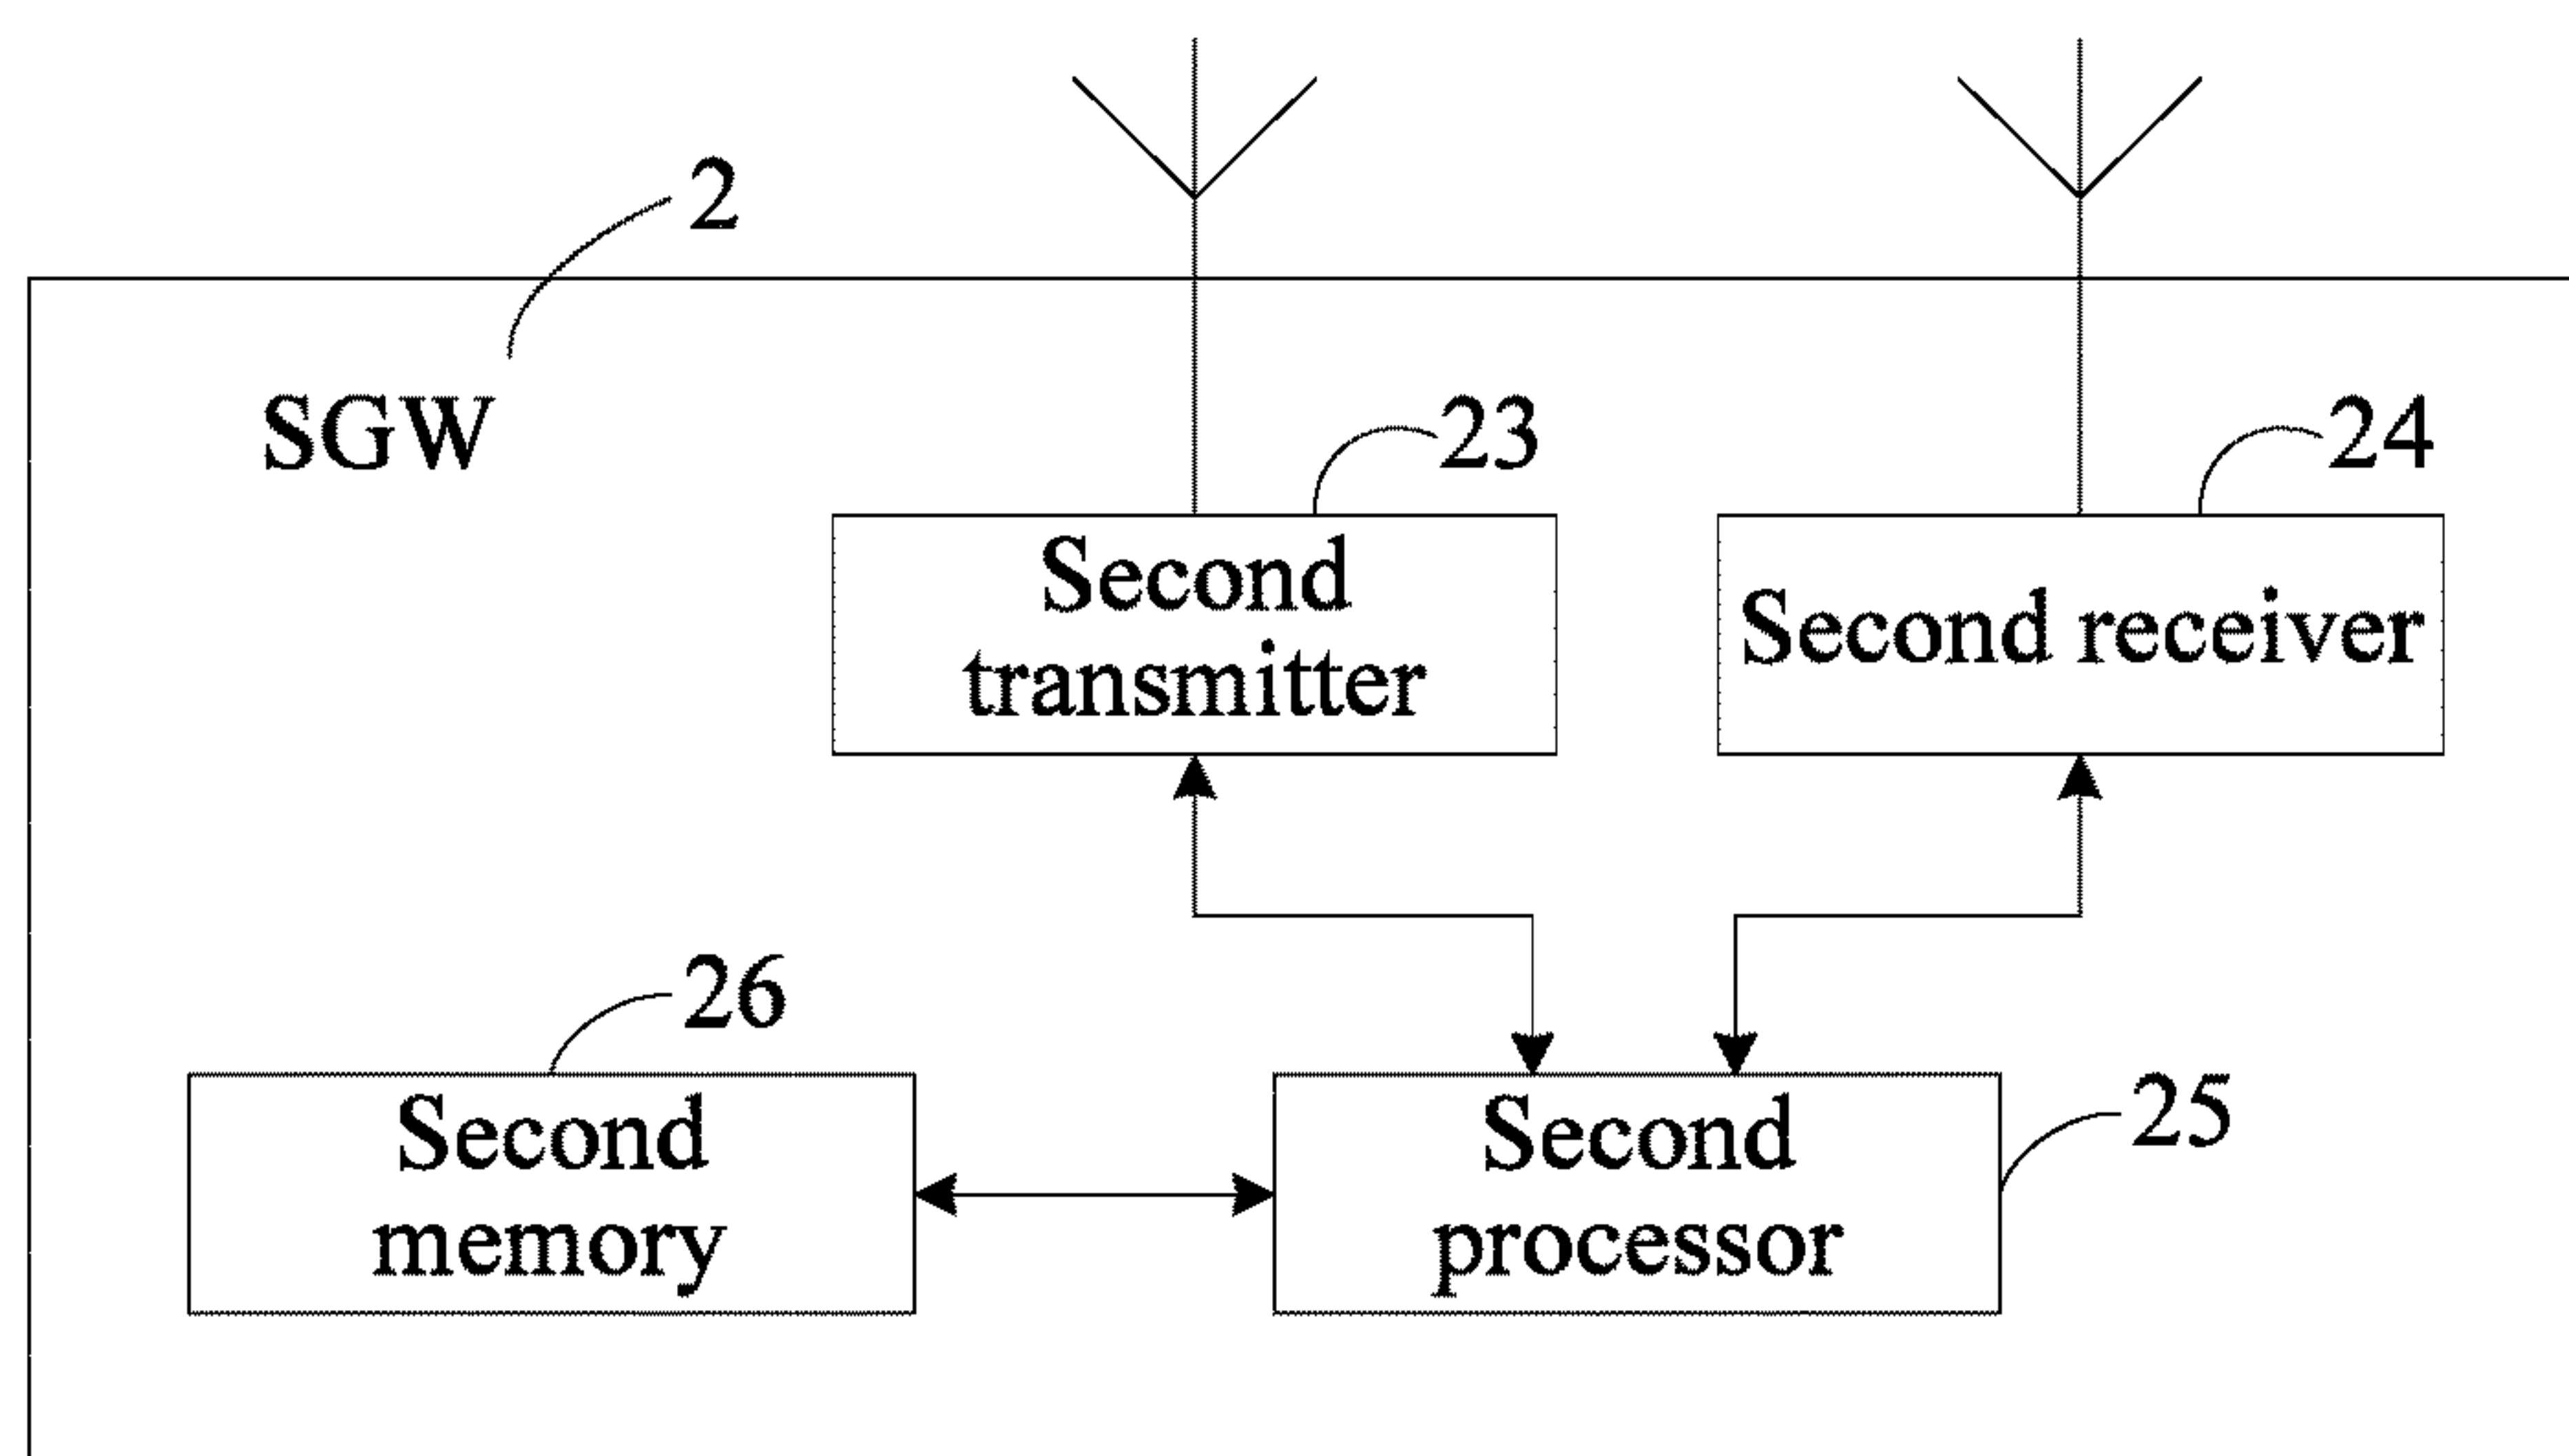 2
SGW
23
24
Second
transmitter
Second receiver
26
Second
memory
Second
processor
25